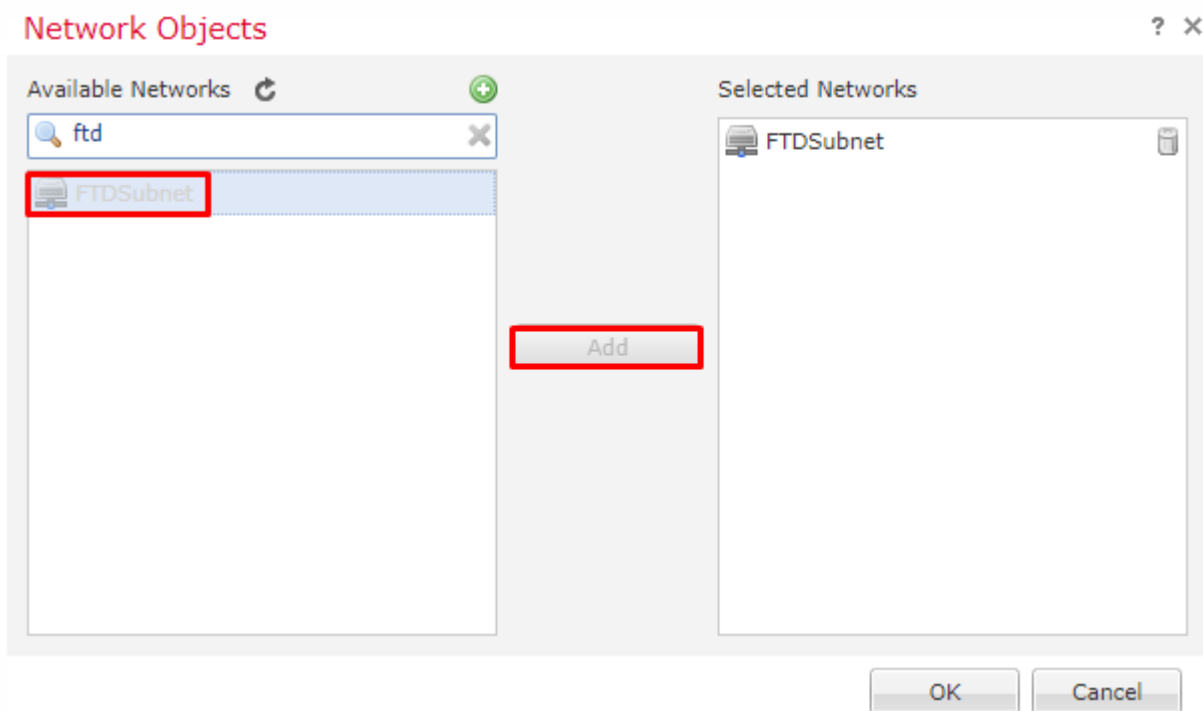 Network Objects
?
Available Networks
Selected Networks
ftd
FTDSubnet
FTDSubnet
Add
OK
Cancel